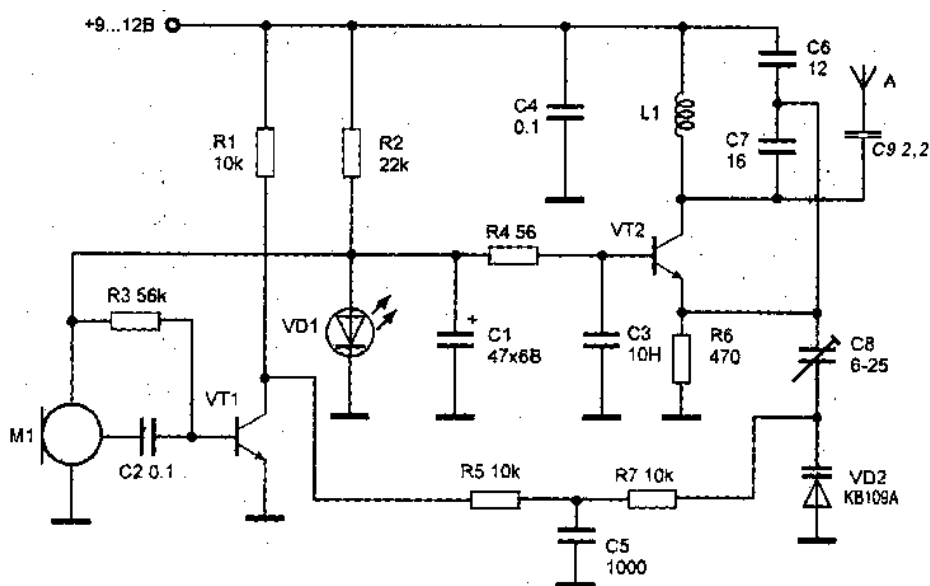 +9...12В
R1
10k
R2
22k
C4
0.1
L1
C6
12
C7
16
A
C9 2,2
R4 56
VT2
R3 56k
VD1
+
C1
47x6В
C3
10Н
R6
470
C8
6-25
M1
VT1
C2 0.1
R5 10k
R7 10k
VD2
КВ109А
C5
1000